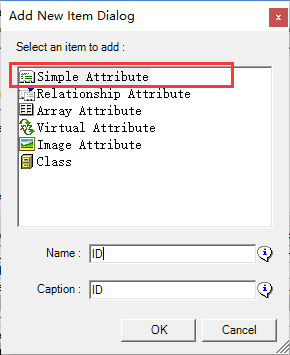 Add New Item Dialog
Select an item to add :
Simple Attribute
Relationship Attribute
Array Attribute
Virtual Attribute
Image Attribute
Class
Name : ID
Caption : ID
OK Cancel